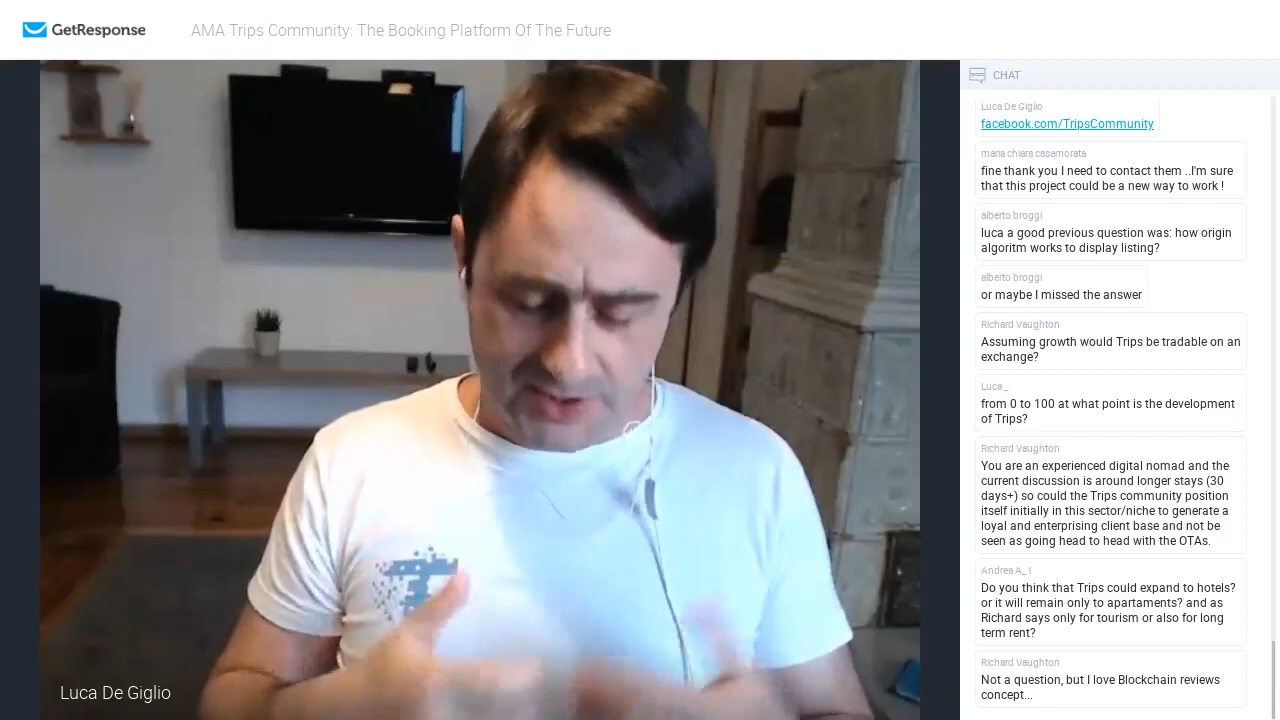 GetResponse
AMA Trips Community: The Booking Platform Of The Future
CHAT
Luca De Giglio
facebook.com/TripsCommunity
maria chiara casamorata
fine thank you I need to contact them ..I'm sure
that this project could be a new way to work !
alberto broggi
luca a good previous question was: how origin
algoritm works to display listing?
alberto broggi
or maybe I missed the answer
Richard Vaughton
Assuming growth would Trips be tradable on an
exchange?
Luca _
from 0 to 100 at what point is the development
of Trips?
Richard Vaughton
You are an experienced digital nomad and the
current discussion is around longer stays (30
days+) so could the Trips community position
itself initially in this sector/niche to generate a
loyal and enterprising client base and not be
seen as going head to head with the OTAs.
Andrea A_1
Do you think that Trips could expand to hotels?
or it will remain only to apartaments? and as
Richard says only for tourism or also for long
term rent?
Richard Vaughton
Not a question, but I love Blockchain reviews
concept...
Luca De Giglio